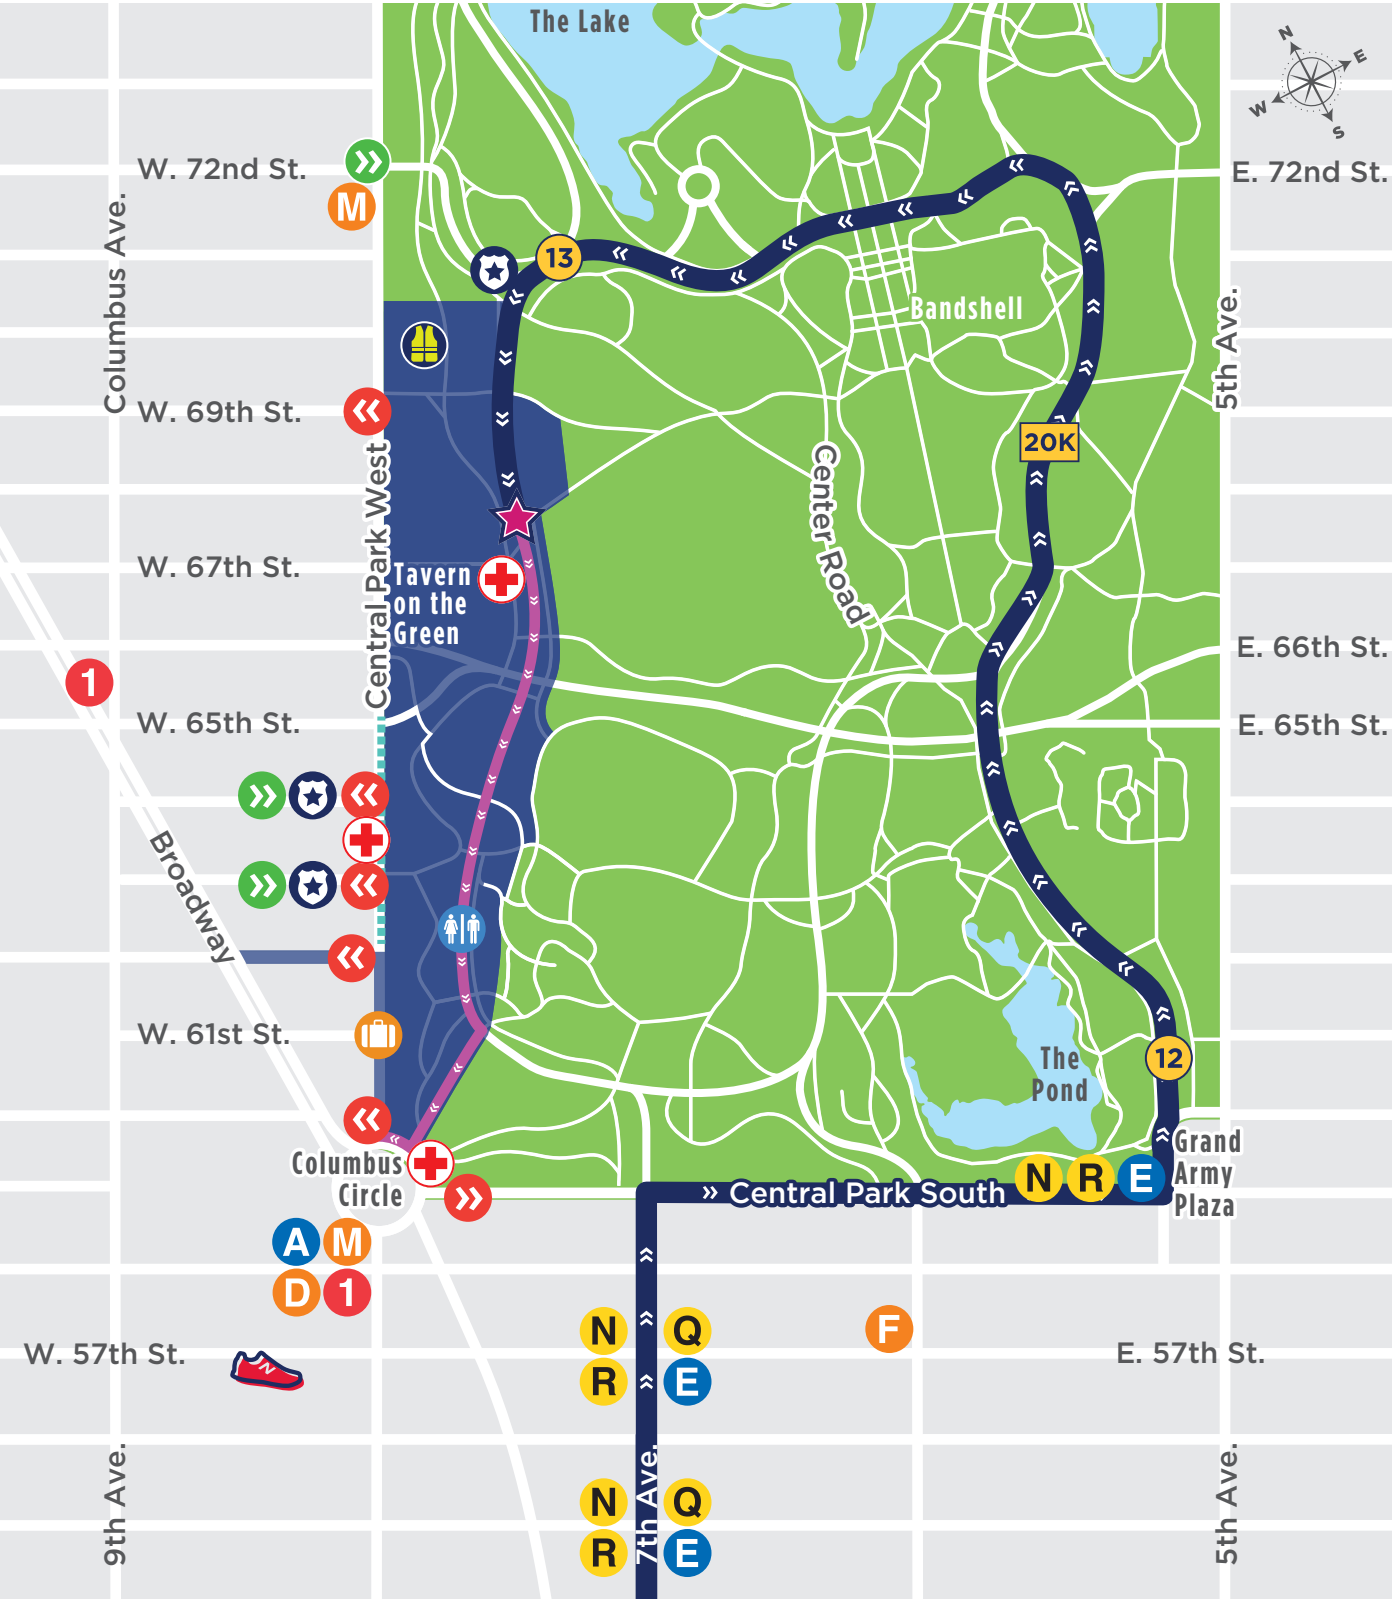 The Lake
N
E
W
S
W. 72nd St.
E. 72nd St.
M
Columbus Ave.
13
Bandshell
5th Ave.
W. 69th St.
20K
Central Park West
Center Road
W. 67th St.
Tavern
on the
Green
E. 66th St.
1
W. 65th St.
E. 65th St.
Broadway
W. 61st St.
The
Pond
12
Columbus
Circle
Grand
Army
Plaza
N R E
Central Park South
A M
D 1
N Q
R E
F
W. 57th St.
N
E. 57th St.
9th Ave.
7th Ave.
5th Ave.
N Q
R E